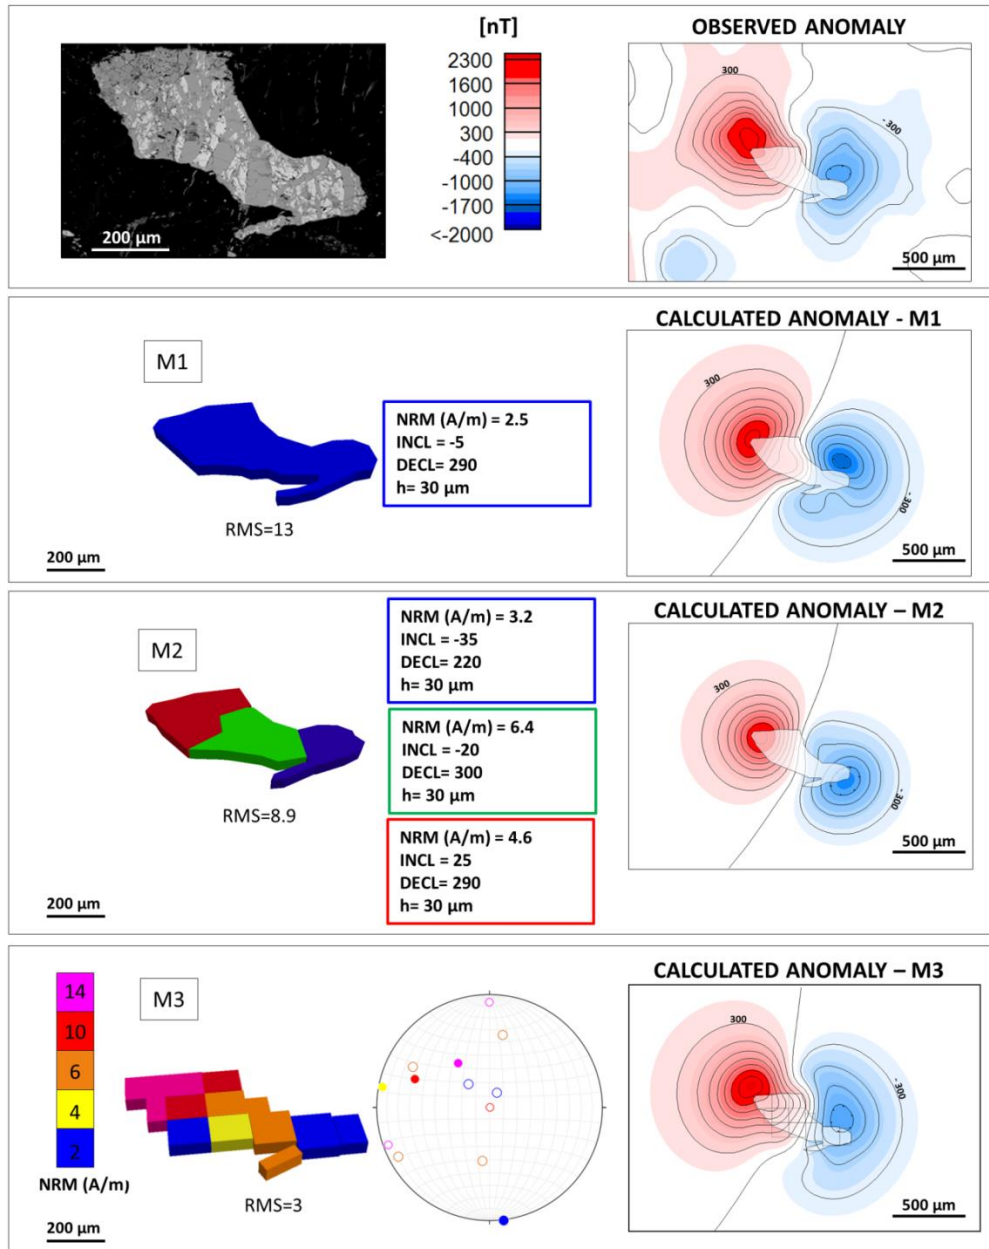 [nT]
OBSERVED ANOMALY
2300
1600
1000
300
-400
-1000
-1700
<-2000
200 µm
300
- 300
500 µm
CALCULATED ANOMALY - M1
M1
NRM (A/m) = 2.5
INCL = -5
DECL= 290
h= 30 µm
RMS=13
200 µm
300
- 300
500 µm
CALCULATED ANOMALY – M2
M2
NRM (A/m) = 3.2
INCL = -35
DECL= 220
h= 30 µm
NRM (A/m) = 6.4
INCL = -20
DECL= 300
h= 30 µm
NRM (A/m) = 4.6
INCL = 25
DECL= 290
h= 30 µm
RMS=8.9
200 µm
300
- 300
500 µm
CALCULATED ANOMALY – M3
M3
14
10
6
4
2
NRM (A/m)
RMS=3
200 µm
300
- 300
500 µm